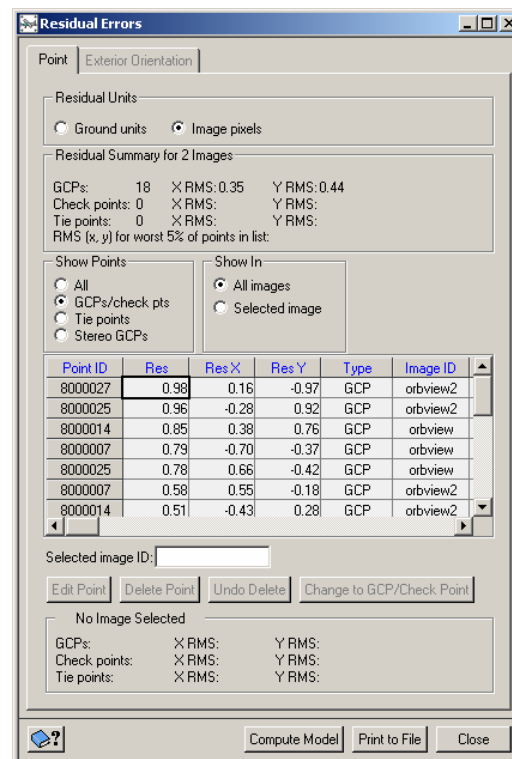 Residual Errors
Point Exterior Orientation
Residual Units
Ground units Image pixels
Residual Summary for 2 Images
GCPs: 18 X RMS: 0.35 Y RMS: 0.44
Check points: 0 X RMS: Y RMS:
Tie points: 0 X RMS: Y RMS:
RMS (x, y) for worst 5% of points in list:
Show Points Show In
All All images
GCPs/check pts Selected image
Tie points
Stereo GCPs
Point ID Res Res X Res Y Type Image ID
8000027 0.98 0.16 -0.97 GCP orbview2
8000025 0.96 -0.28 0.92 GCP orbview2
8000014 0.85 0.38 0.76 GCP orbview
8000007 0.79 -0.70 -0.37 GCP orbview
8000025 0.78 0.66 -0.42 GCP orbview
8000007 0.58 0.55 -0.18 GCP orbview2
8000014 0.51 -0.43 0.28 GCP orbview2
Selected image ID:
Edit Point Delete Point Undo Delete Change to GCP/Check Point
No Image Selected
GCPs: X RMS: Y RMS:
Check points: X RMS: Y RMS:
Tie points: X RMS: Y RMS:
? Compute Model Print to File Close